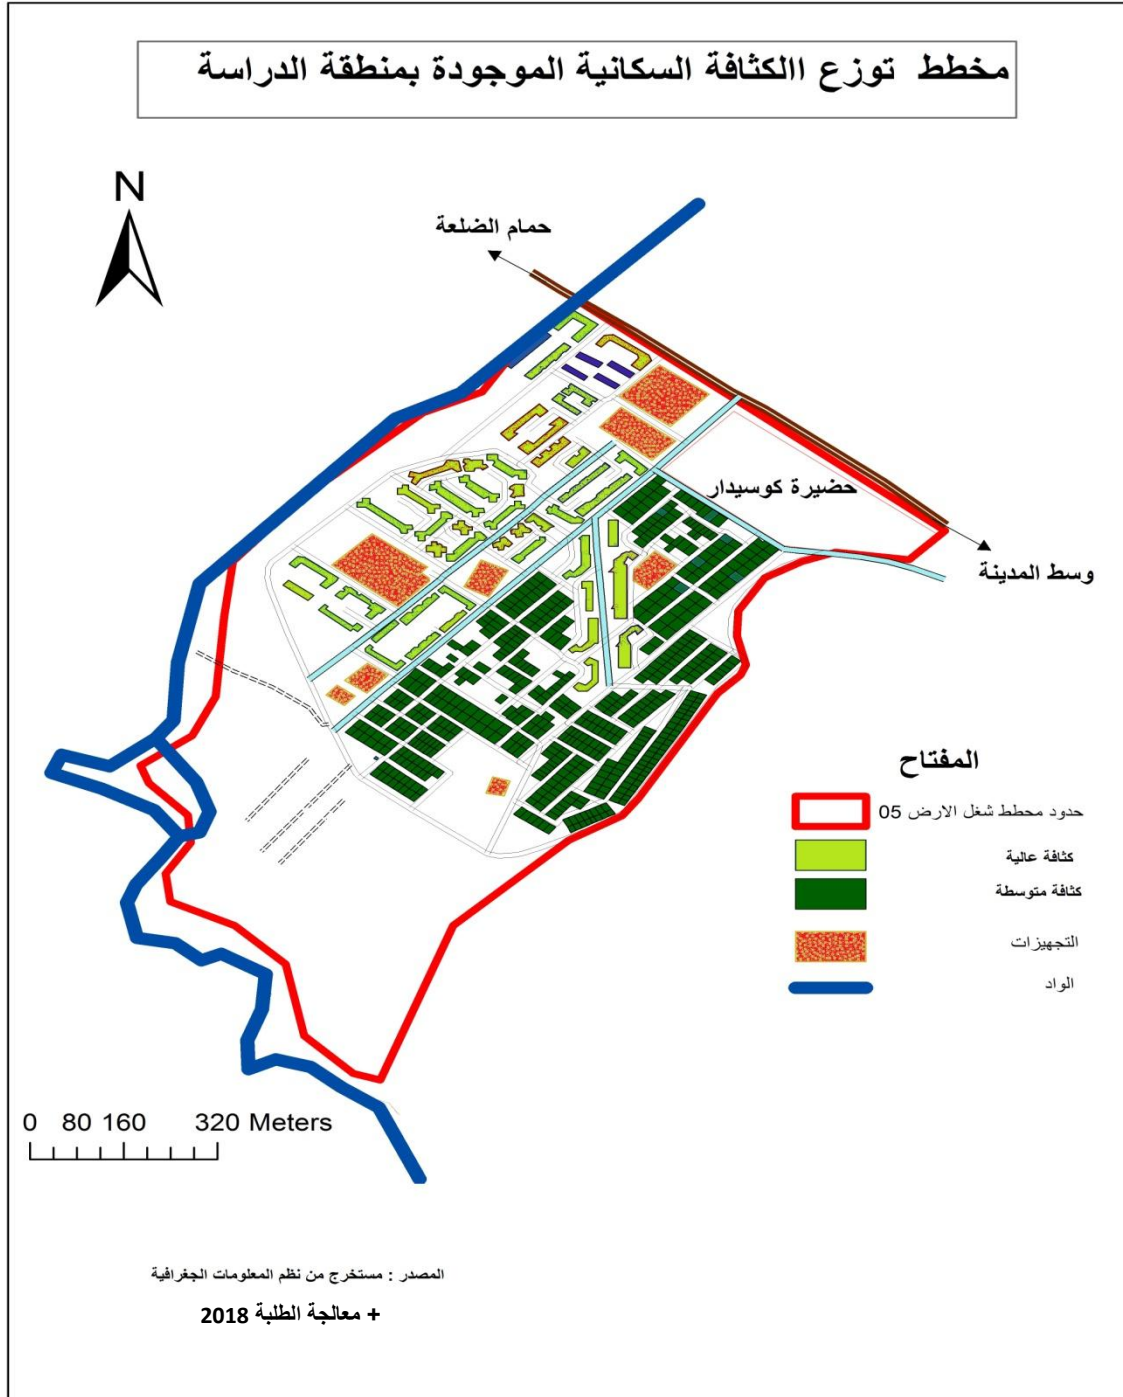 مخطط توزع االكثافة السكانية الموجودة بمنطقة الدراسة
N
حمام الضلعة
حضيرة كوسيدار
وسط المدينة
المفتاح
حدود محطط شغل الارض 05
كثافة عالية
كثافة متوسطة
التجهيزات
الواد
0 80 160 320 Meters
المصدر : مستخرج من نظم المعلومات الجغرافية
+ معالجة الطلبة 2018